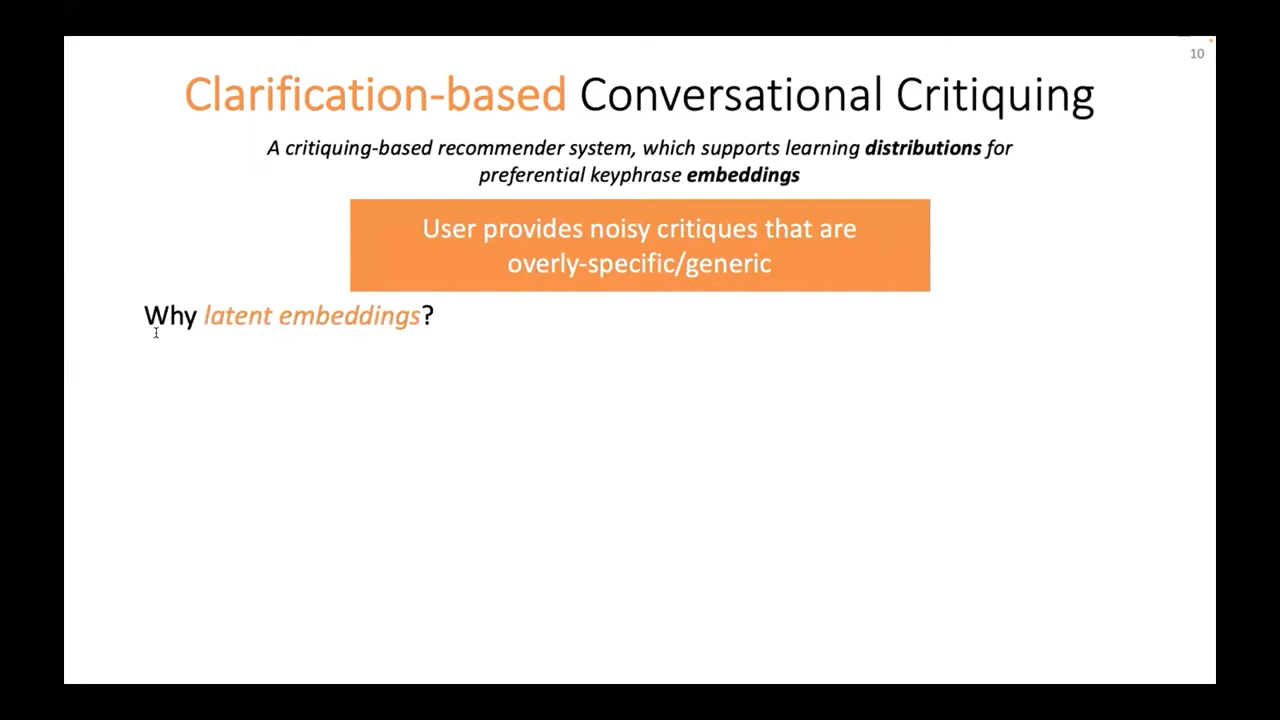 10
Clarification-based Conversational Critiquing
A critiquing-based recommender system, which supports learning distributions for
preferential keyphrase embeddings
User provides noisy critiques that are
overly-specific/generic
Why latent embeddings?